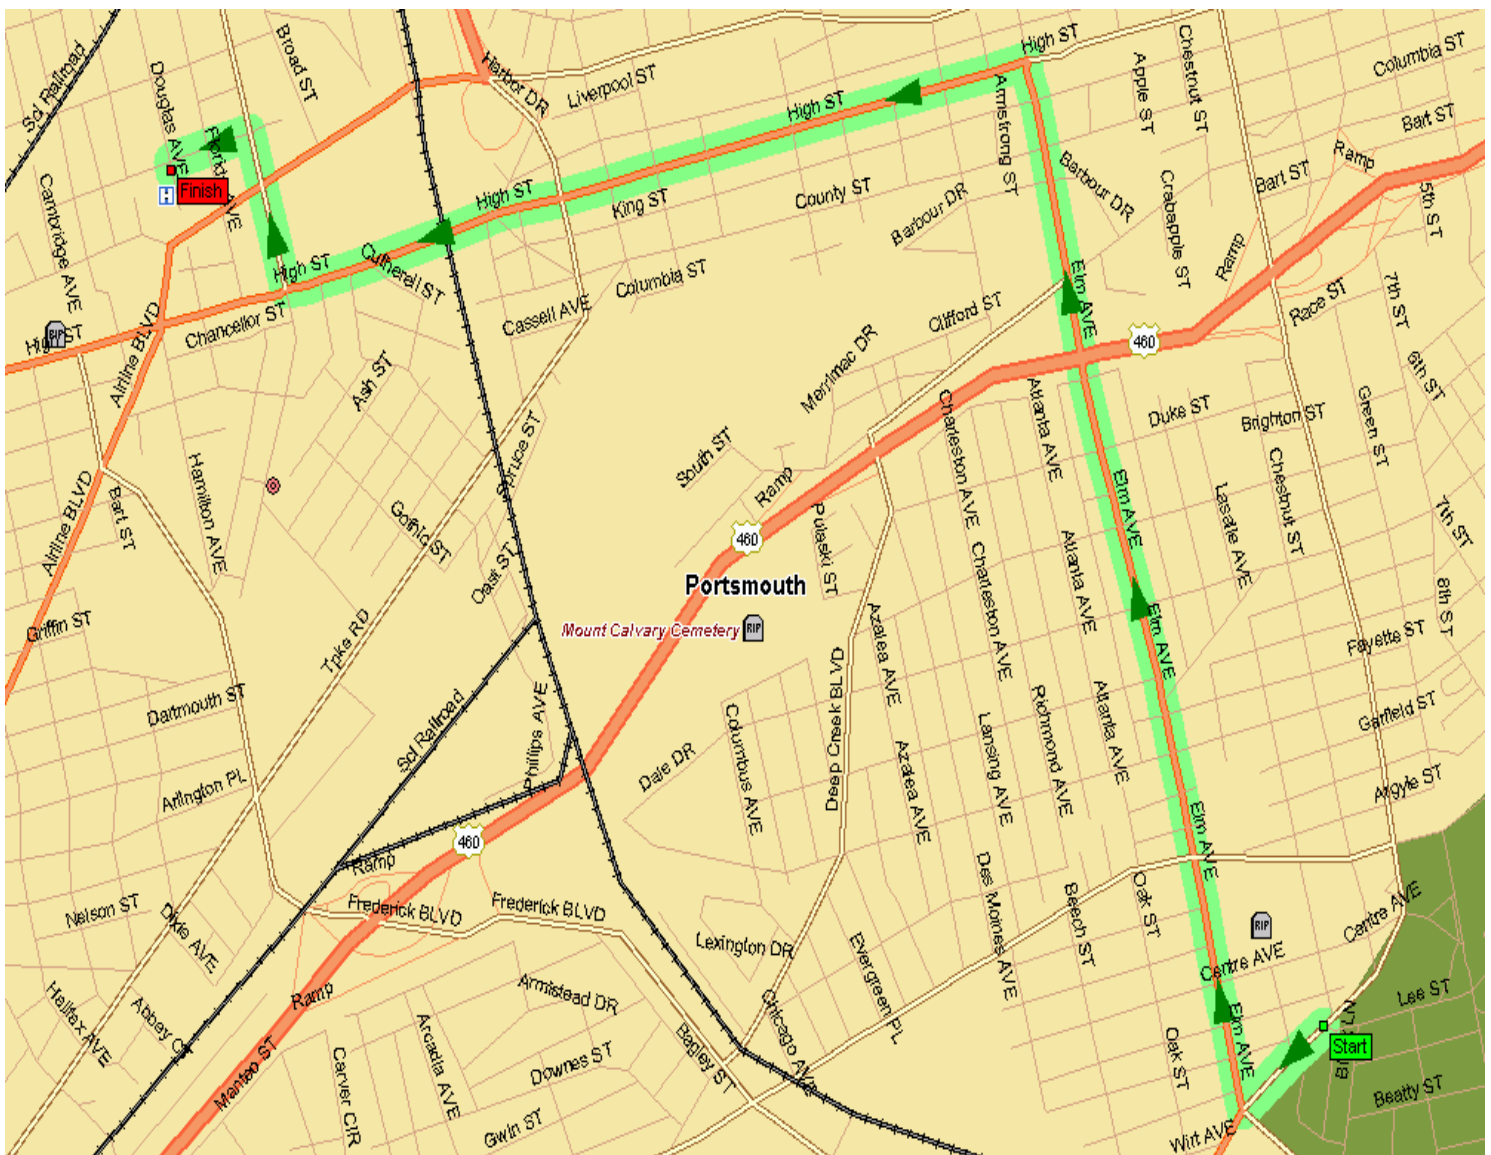 Scl Railroad
Douglas AVE
Broad ST
Harbor DR
Liverpool ST
High ST
High ST
Armstrong ST
Apple ST
Chestnut ST
Columbia ST
Bart ST
Ramp
Bart ST
5th ST
Finish
H
Cambridge AVE
High ST
King ST
County ST
Barbour DR
Barbour DR
Crabapple ST
Ramp
High ST
Columbia ST
Cassell AVE
Chancellor ST
RIP
Airline BLVD
Elm AVE
Clifford ST
Merrimac DR
460
Race ST
7th ST
6th ST
Ash ST
Spruce ST
South ST
Ramp
Charleston AVE
Atlanta AVE
Duke ST
Brighton ST
Green ST
Airline BLVD
Bart ST
Hamilton AVE
Gothic ST
Oast ST
460
Pulaski ST
Elm AVE
Lasalle AVE
Chestnut ST
7th ST
Portsmouth
Mount Calvary Cemetery
RIP
Charleston AVE
Atlanta AVE
Elm AVE
8th ST
Fayette ST
Griffin ST
Tpke RD
Azalea AVE
Deep Creek BLVD
Dartmouth ST
Scl Railroad
Phillips AVE
Dale DR
Columbus AVE
Azalea AVE
Lansing AVE
Richmond AVE
Atlanta AVE
Garfield ST
Arlington PL
Argyle ST
460
Ramp
Elm AVE
Nelson ST
Dixie AVE
Frederick BLVD
Frederick BLVD
Lexington DR
Evergreen PL
Des Moines AVE
Beech ST
Oak ST
RIP
Centre AVE
Centre AVE
Halifax AVE
Abbey CT
Ramp
Armistead DR
Chicago AVE
Elm AVE
Lee ST
Start
Manteo ST
Carver CIR
Arcadia AVE
Downes ST
Gwin ST
Bagley ST
Oak ST
Beatty ST
Wirt AVE